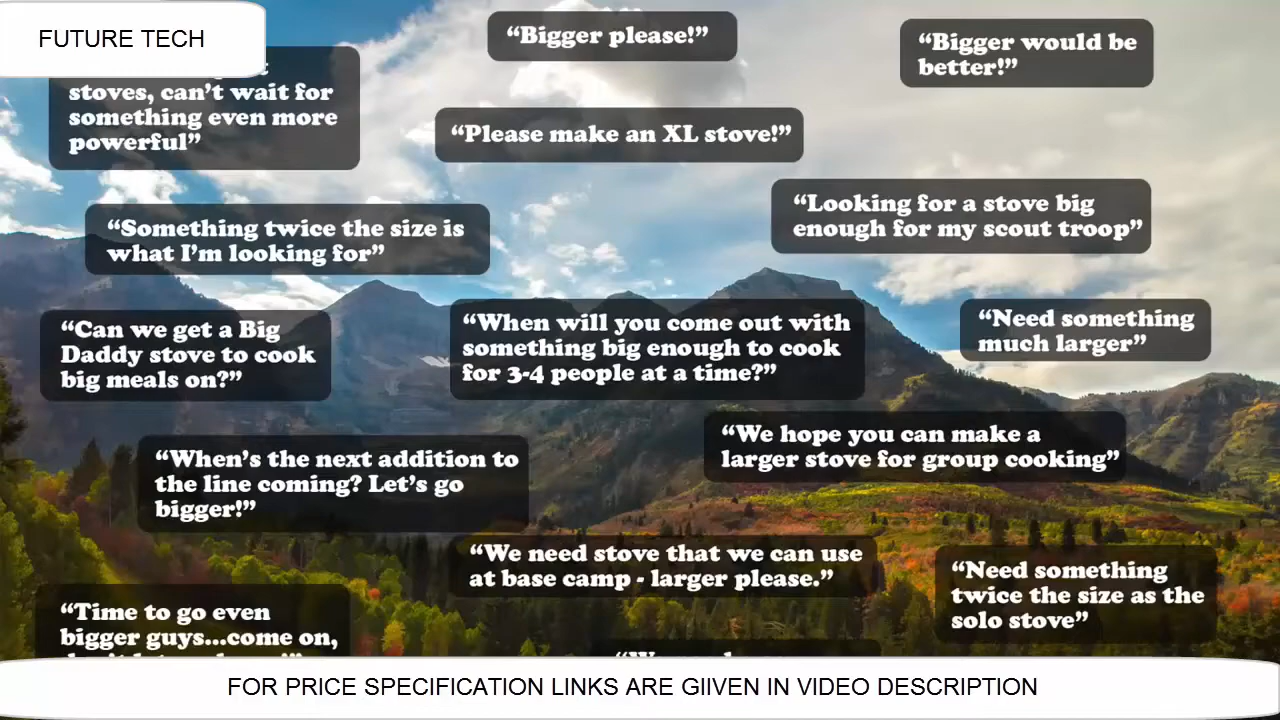 FUTURE TECH
“Bigger please!”
“Bigger would be
better!”
stoves, can’t wait for
something even more
powerful”
“Please make an XL stove!”
“Looking for a stove big
enough for my scout troop”
“Something twice the size is
what I’m looking for”
“Can we get a Big
Daddy stove to cook
big meals on?”
“When will you come out with
something big enough to cook
for 3-4 people at a time?”
“Need something
much larger”
“We hope you can make a
larger stove for group cooking”
“When’s the next addition to
the line coming? Let’s go
bigger!”
“We need stove that we can use
at base camp - larger please.”
“Need something
twice the size as the
solo stove”
“Time to go even
bigger guys...come on,
FOR PRICE SPECIFICATION LINKS ARE GIIVEN IN VIDEO DESCRIPTION